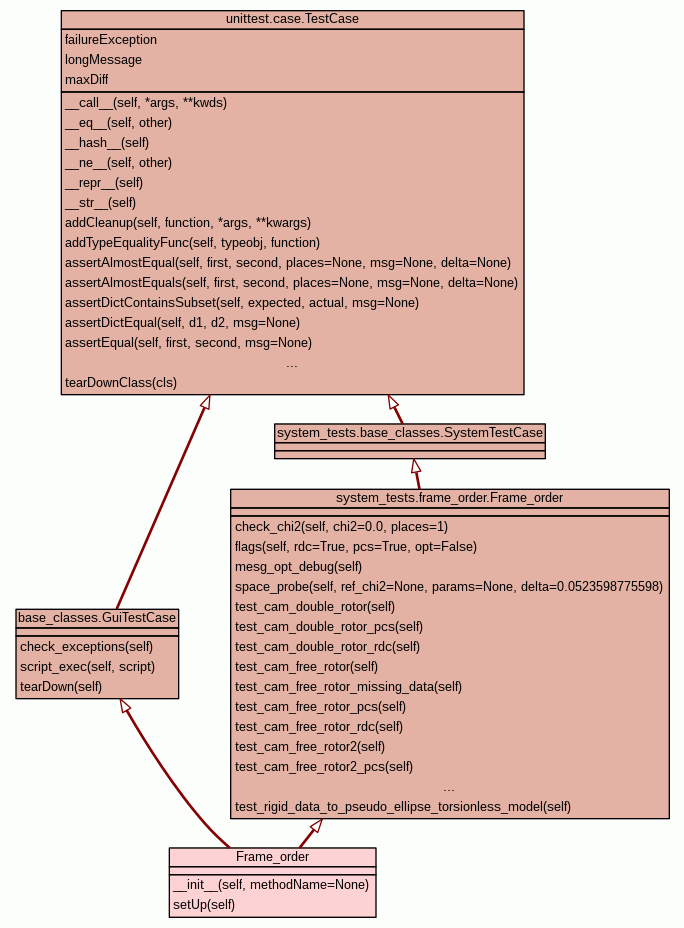 unittest.case.TestCase
failureException
longMessage
maxDiff
__call__(self, *args, **kwds)
__eq__(self, other)
__hash__(self)
__ne__(self, other)
__repr__(self)
__str__(self)
addCleanup(self, function, *args, **kwargs)
addTypeEqualityFunc(self, typeobj, function)
assertAlmostEqual(self, first, second, places=None, msg=None, delta=None)
assertAlmostEquals(self, first, second, places=None, msg=None, delta=None)
assertDictContainsSubset(self, expected, actual, msg=None)
assertDictEqual(self, d1, d2, msg=None)
assertEqual(self, first, second, msg=None)
...
tearDownClass(cls)
system_tests.base_classes.SystemTestCase
system_tests.frame_order.Frame_order
check_chi2(self, chi2=0.0, places=1)
flags(self, rdc=True, pcs=True, opt=False)
mesg_opt_debug(self)
space_probe(self, ref_chi2=None, params=None, delta=0.0523598775598)
test_cam_double_rotor(self)
test_cam_double_rotor_pcs(self)
test_cam_double_rotor_rdc(self)
test_cam_free_rotor(self)
test_cam_free_rotor_missing_data(self)
test_cam_free_rotor_pcs(self)
test_cam_free_rotor_rdc(self)
test_cam_free_rotor2(self)
test_cam_free_rotor2_pcs(self)
...
test_rigid_data_to_pseudo_ellipse_torsionless_model(self)
base_classes.GuiTestCase
check_exceptions(self)
script_exec(self, script)
tearDown(self)
Frame_order
__init__(self, methodName=None)
setUp(self)